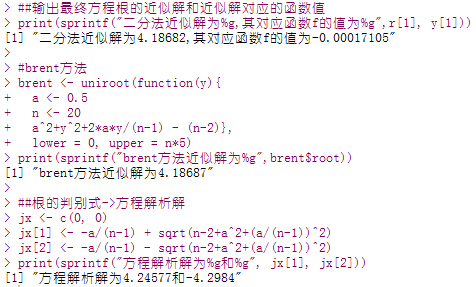 > ##输出最终方程根的近似解和近似解对应的函数值
> print(sprintf("二分法近似解为%g,其对应函数f的值为%g",r[1], y[1]))
[1] "二分法近似解为4.18682,其对应函数f的值为-0.00017105"
>
> #brent方法
> brent <- uniroot(function(y){
+   a <- 0.5
+   n <- 20
+   a^2+y^2+2*a*y/(n-1) - (n-2)},
+   lower = 0, upper = n*5)
> print(sprintf("brent方法近似解为%g",brent$root))
[1] "brent方法近似解为4.18687"
>
> ##根的判别式->方程解析解
> jx <- c(0, 0)
> jx[1] <- -a/(n-1) + sqrt(n-2+a^2+(a/(n-1))^2)
> jx[2] <- -a/(n-1) - sqrt(n-2+a^2+(a/(n-1))^2)
> print(sprintf("方程解析解为%g和%g", jx[1], jx[2]))
[1] "方程解析解为4.24577和-4.2984"